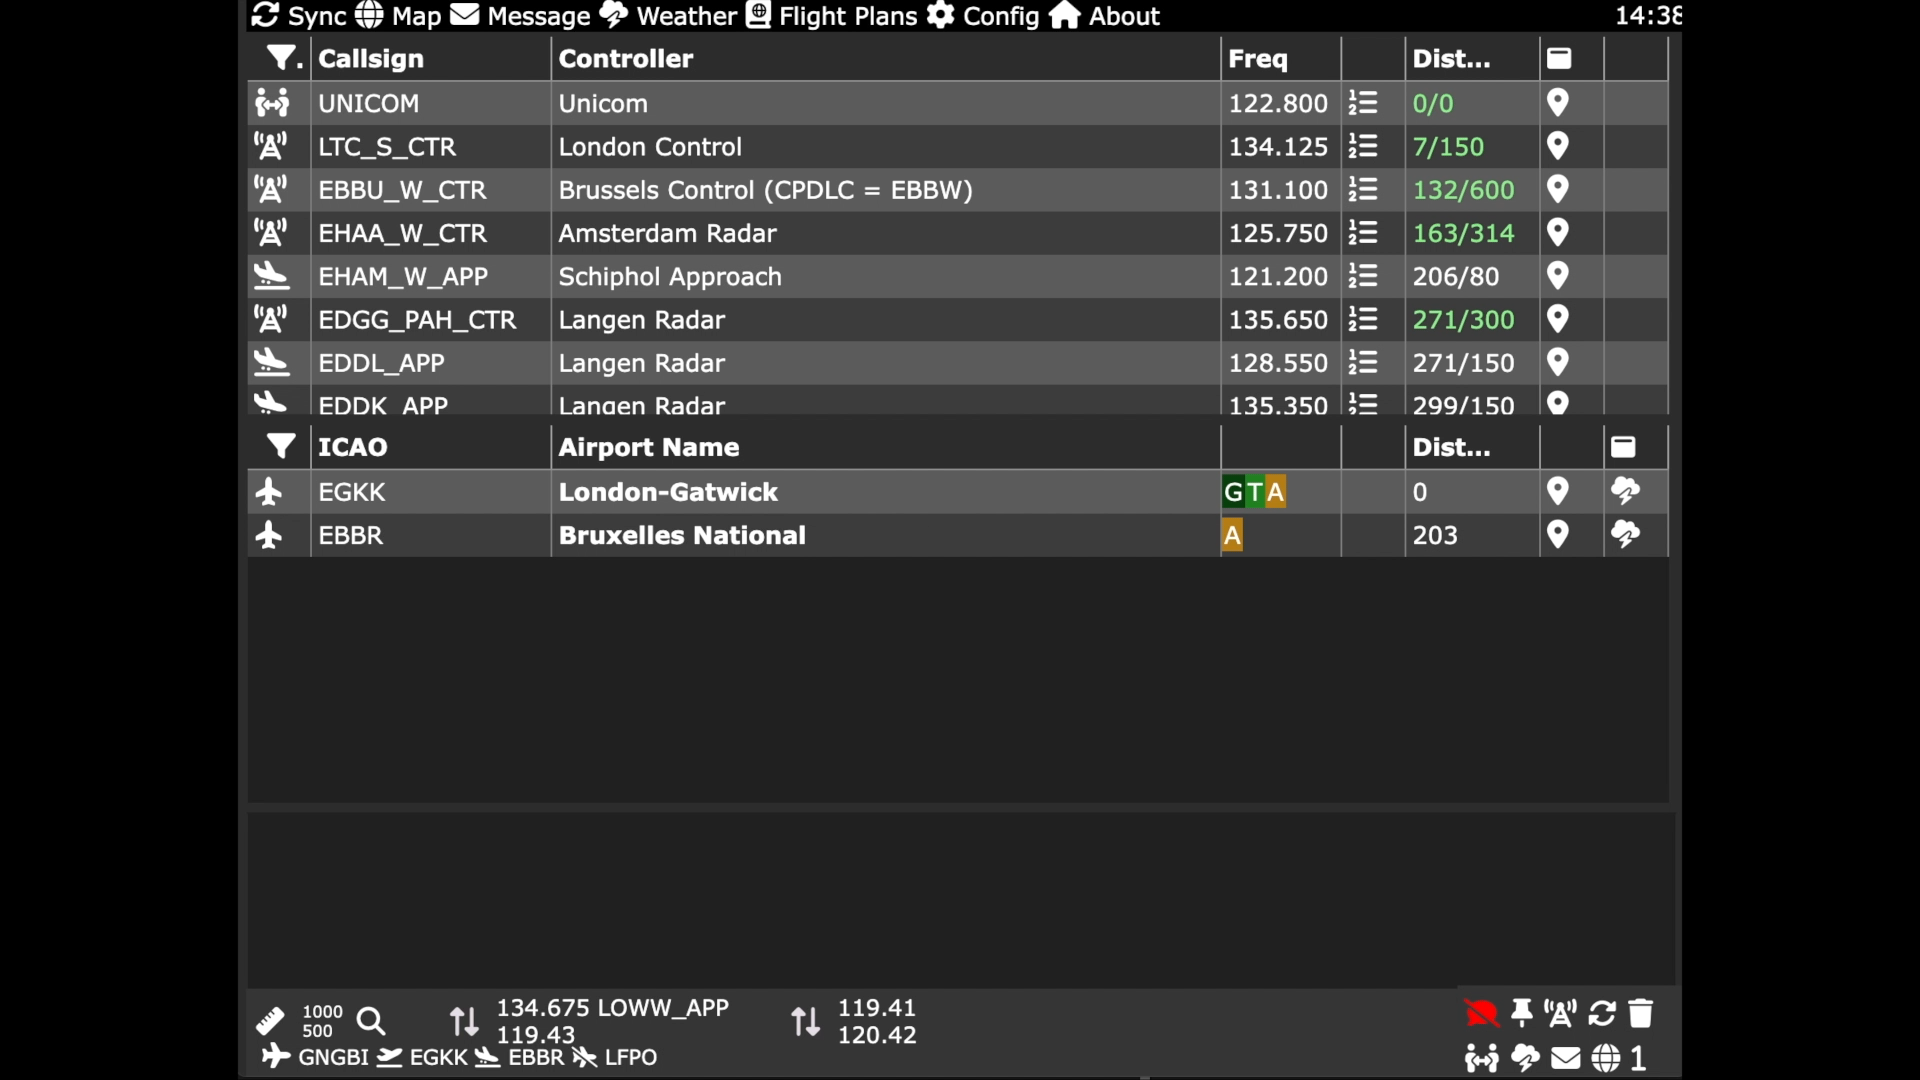 Sync Map Message Weather Flight Plans Config About 14:38
. Callsign Controller Freq Dist...
UNICOM Unicom 122.800 0/0
LTC_S_CTR London Control 134.125 7/150
EBBU_W_CTR Brussels Control (CPDLC = EBBW) 131.100 132/600
EHAA_W_CTR Amsterdam Radar 125.750 163/314
EHAM_W_APP Schiphol Approach 121.200 206/80
EDGG_PAH_CTR Langen Radar 135.650 271/300
EDDL_APP Langen Radar 128.550 271/150
EDDK_APP Langen Radar 135.350 299/150
ICAO Airport Name Dist...
EGKK London-Gatwick GTA 0
EBBR Bruxelles National A 203
1000 134.675 LOWW_APP 119.41
500 119.43 120.42
GNGBI EGKK EBBR LFPO 1